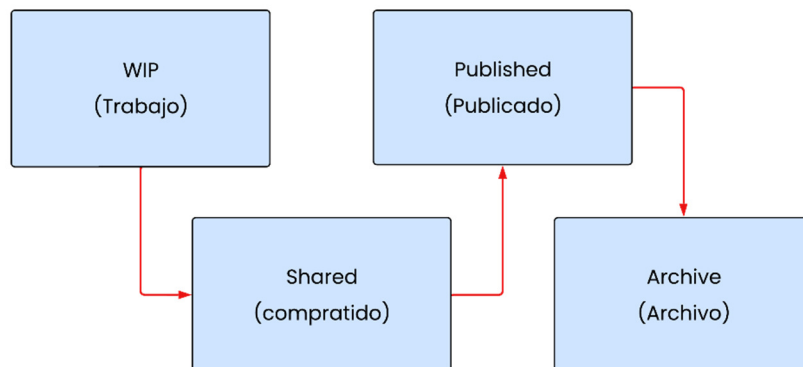 WIP
(Trabajo)
Shared
(compratido)
Published
(Publicado)
Archive
(Archivo)